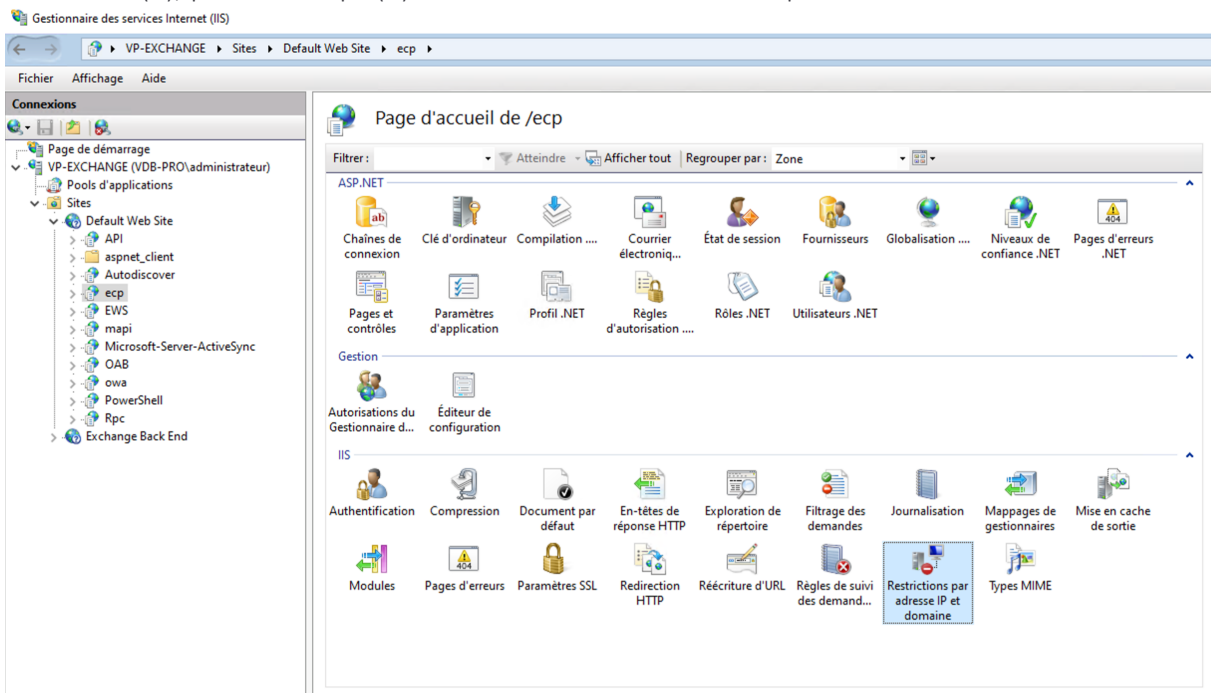 Gestionnaire des services Internet (IIS)
VP-EXCHANGE Sites Default Web Site ecp
Fichier Affichage Aide
Connexions
Page de démarrage
VP-EXCHANGE (VDB-PRO\administrateur)
Pools d'applications
Sites
Default Web Site
API
aspnet_client
Autodiscover
ecp
EWS
mapi
Microsoft-Server-ActiveSync
OAB
owa
PowerShell
Rpc
Exchange Back End
Page d'accueil de /ecp
Filtrer : Atteindre Afficher tout Regrouper par : Zone
ASP.NET
ab
404
Chaînes de connexion
Clé d'ordinateur
Compilation ....
Courrier électroniq...
État de session
Fournisseurs
Globalisation ....
Niveaux de confiance .NET
Pages d'erreurs .NET
Pages et contrôles
Paramètres d'application
Profil .NET
Règles d'autorisation ....
Rôles .NET
Utilisateurs .NET
Gestion
Autorisations du Gestionnaire d...
Éditeur de configuration
IIS
Authentification
Compression
Document par défaut
En-têtes de réponse HTTP
Exploration de répertoire
Filtrage des demandes
Journalisation
Mappages de gestionnaires
Mise en cache de sortie
404
Modules
Pages d'erreurs
Paramètres SSL
Redirection HTTP
Réécriture d'URL
Règles de suivi des demand...
Restrictions par adresse IP et domaine
Types MIME